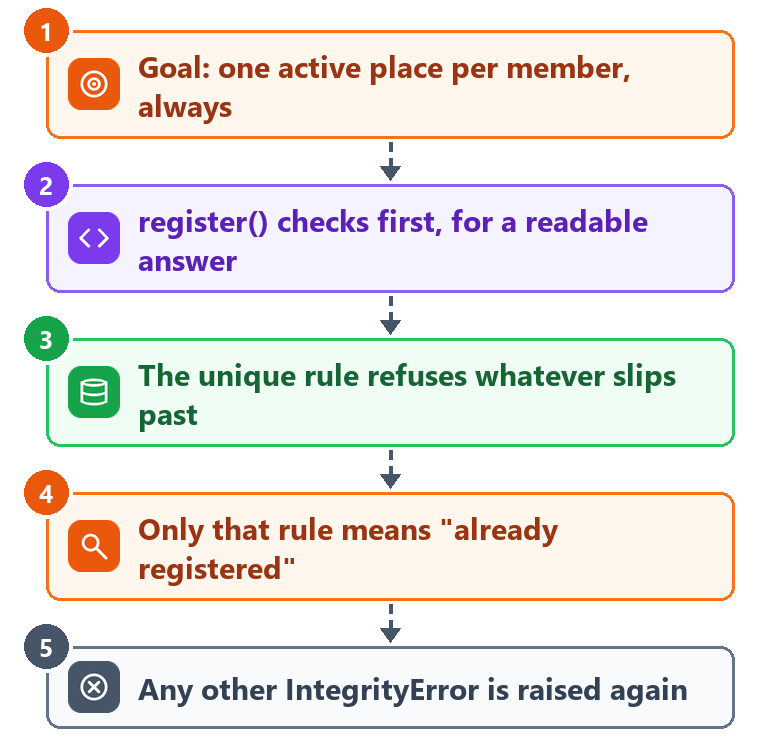 1
Goal: one active place per member,
always
2
register() checks first, for a readable
answer
3
The unique rule refuses whatever slips
past
4
Only that rule means "already
registered"
5
Any other IntegrityError is raised again